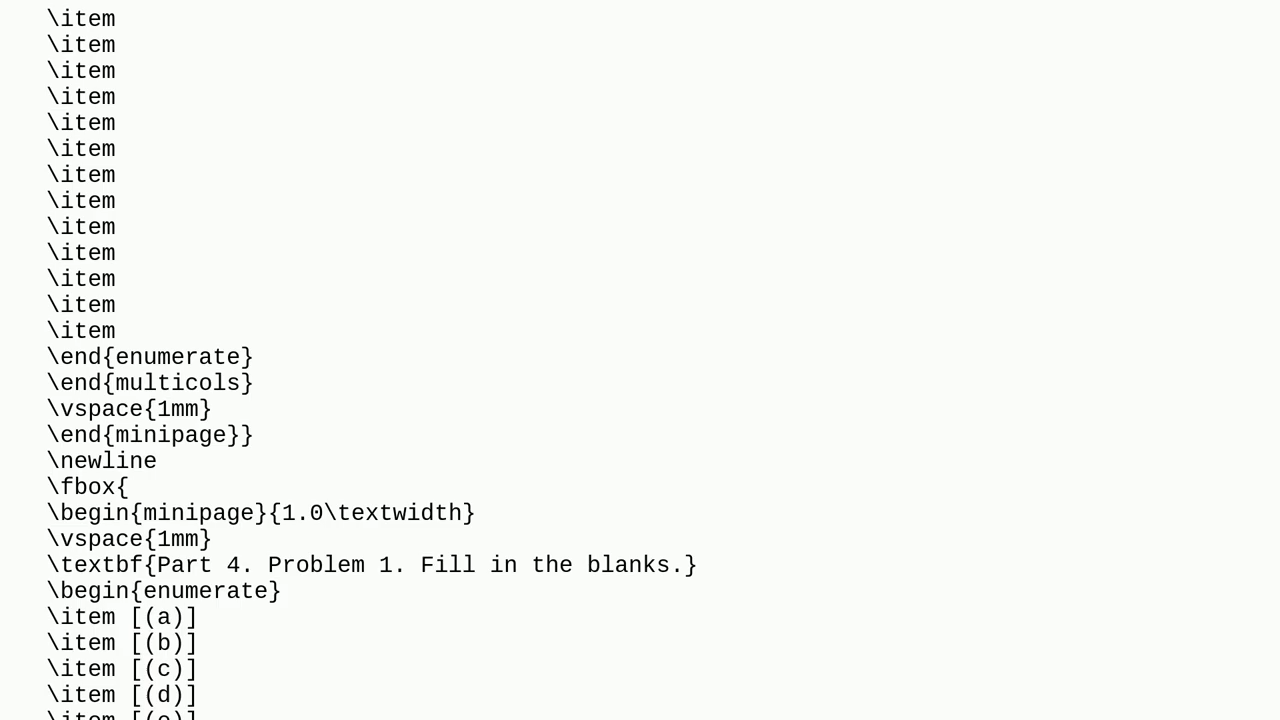 \item
\item
\item
\item
\item
\item
\item
\item
\item
\item
\item
\item
\item
\end{enumerate}
\end{multicols}
\vspace{1mm}
\end{minipage}}
\newline
\fbox{
\begin{minipage}{1.0\textwidth}
\vspace{1mm}
\textbf{Part 4. Problem 1. Fill in the blanks.}
\begin{enumerate}
\item [(a)]
\item [(b)]
\item [(c)]
\item [(d)]
\item [(e)]